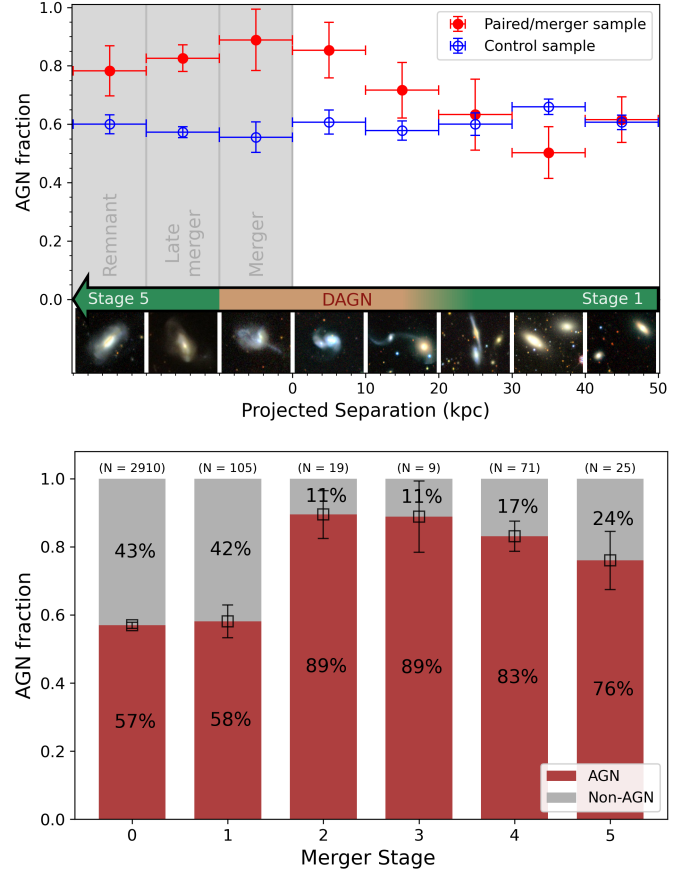 1.0
0.8
0.6
0.4
0.2
0.0
AGN fraction
Paired/merger sample
Control sample
Remnant
Late
merger
Merger
Stage 5
DAGN
Stage 1
0 10 20 30 40 50
Projected Separation (kpc)
(N = 2910) (N = 105) (N = 19) (N = 9) (N = 71) (N = 25)
1.0
0.8
0.6
0.4
0.2
0.0
AGN fraction
43% 42% 11% 11% 17% 24%
57% 58% 89% 89% 83% 76%
AGN
Non-AGN
0 1 2 3 4 5
Merger Stage